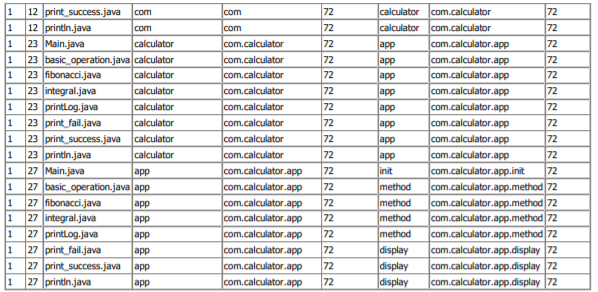 1 12 print_success.java com com 72 calculator com.calculator 72
1 12 println.java com com 72 calculator com.calculator 72
1 23 Main.java calculator com.calculator 72 app com.calculator.app 72
1 23 basic_operation.java calculator com.calculator 72 app com.calculator.app 72
1 23 fibonacci.java calculator com.calculator 72 app com.calculator.app 72
1 23 integral.java calculator com.calculator 72 app com.calculator.app 72
1 23 printLog.java calculator com.calculator 72 app com.calculator.app 72
1 23 print_fail.java calculator com.calculator 72 app com.calculator.app 72
1 23 print_success.java calculator com.calculator 72 app com.calculator.app 72
1 23 println.java calculator com.calculator 72 app com.calculator.app 72
1 27 Main.java app com.calculator.app 72 init com.calculator.app.init 72
1 27 basic_operation.java app com.calculator.app 72 method com.calculator.app.method 72
1 27 fibonacci.java app com.calculator.app 72 method com.calculator.app.method 72
1 27 integral.java app com.calculator.app 72 method com.calculator.app.method 72
1 27 printLog.java app com.calculator.app 72 method com.calculator.app.method 72
1 27 print_fail.java app com.calculator.app 72 display com.calculator.app.display 72
1 27 print_success.java app com.calculator.app 72 display com.calculator.app.display 72
1 27 println.java app com.calculator.app 72 display com.calculator.app.display 72